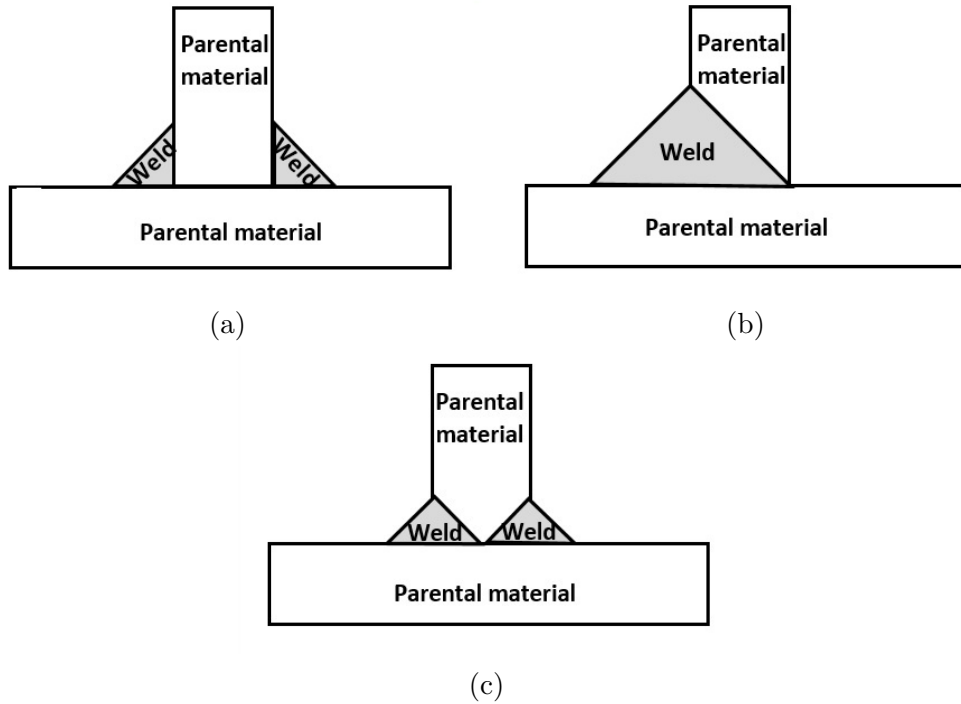 Parental
material
Weld
Weld
Parental material
(a)
Parental
material
Weld
Parental material
(b)
Parental
material
Weld
Weld
Parental material
(c)